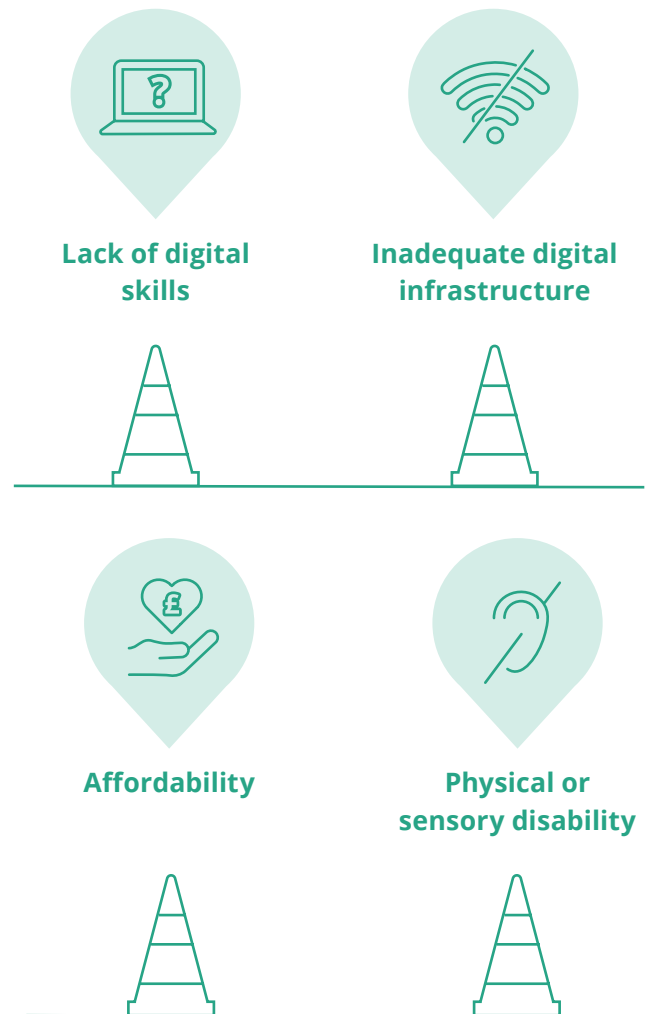 ?
Lack of digital
skills
Inadequate digital
infrastructure
£
Affordability
Physical or
sensory disability